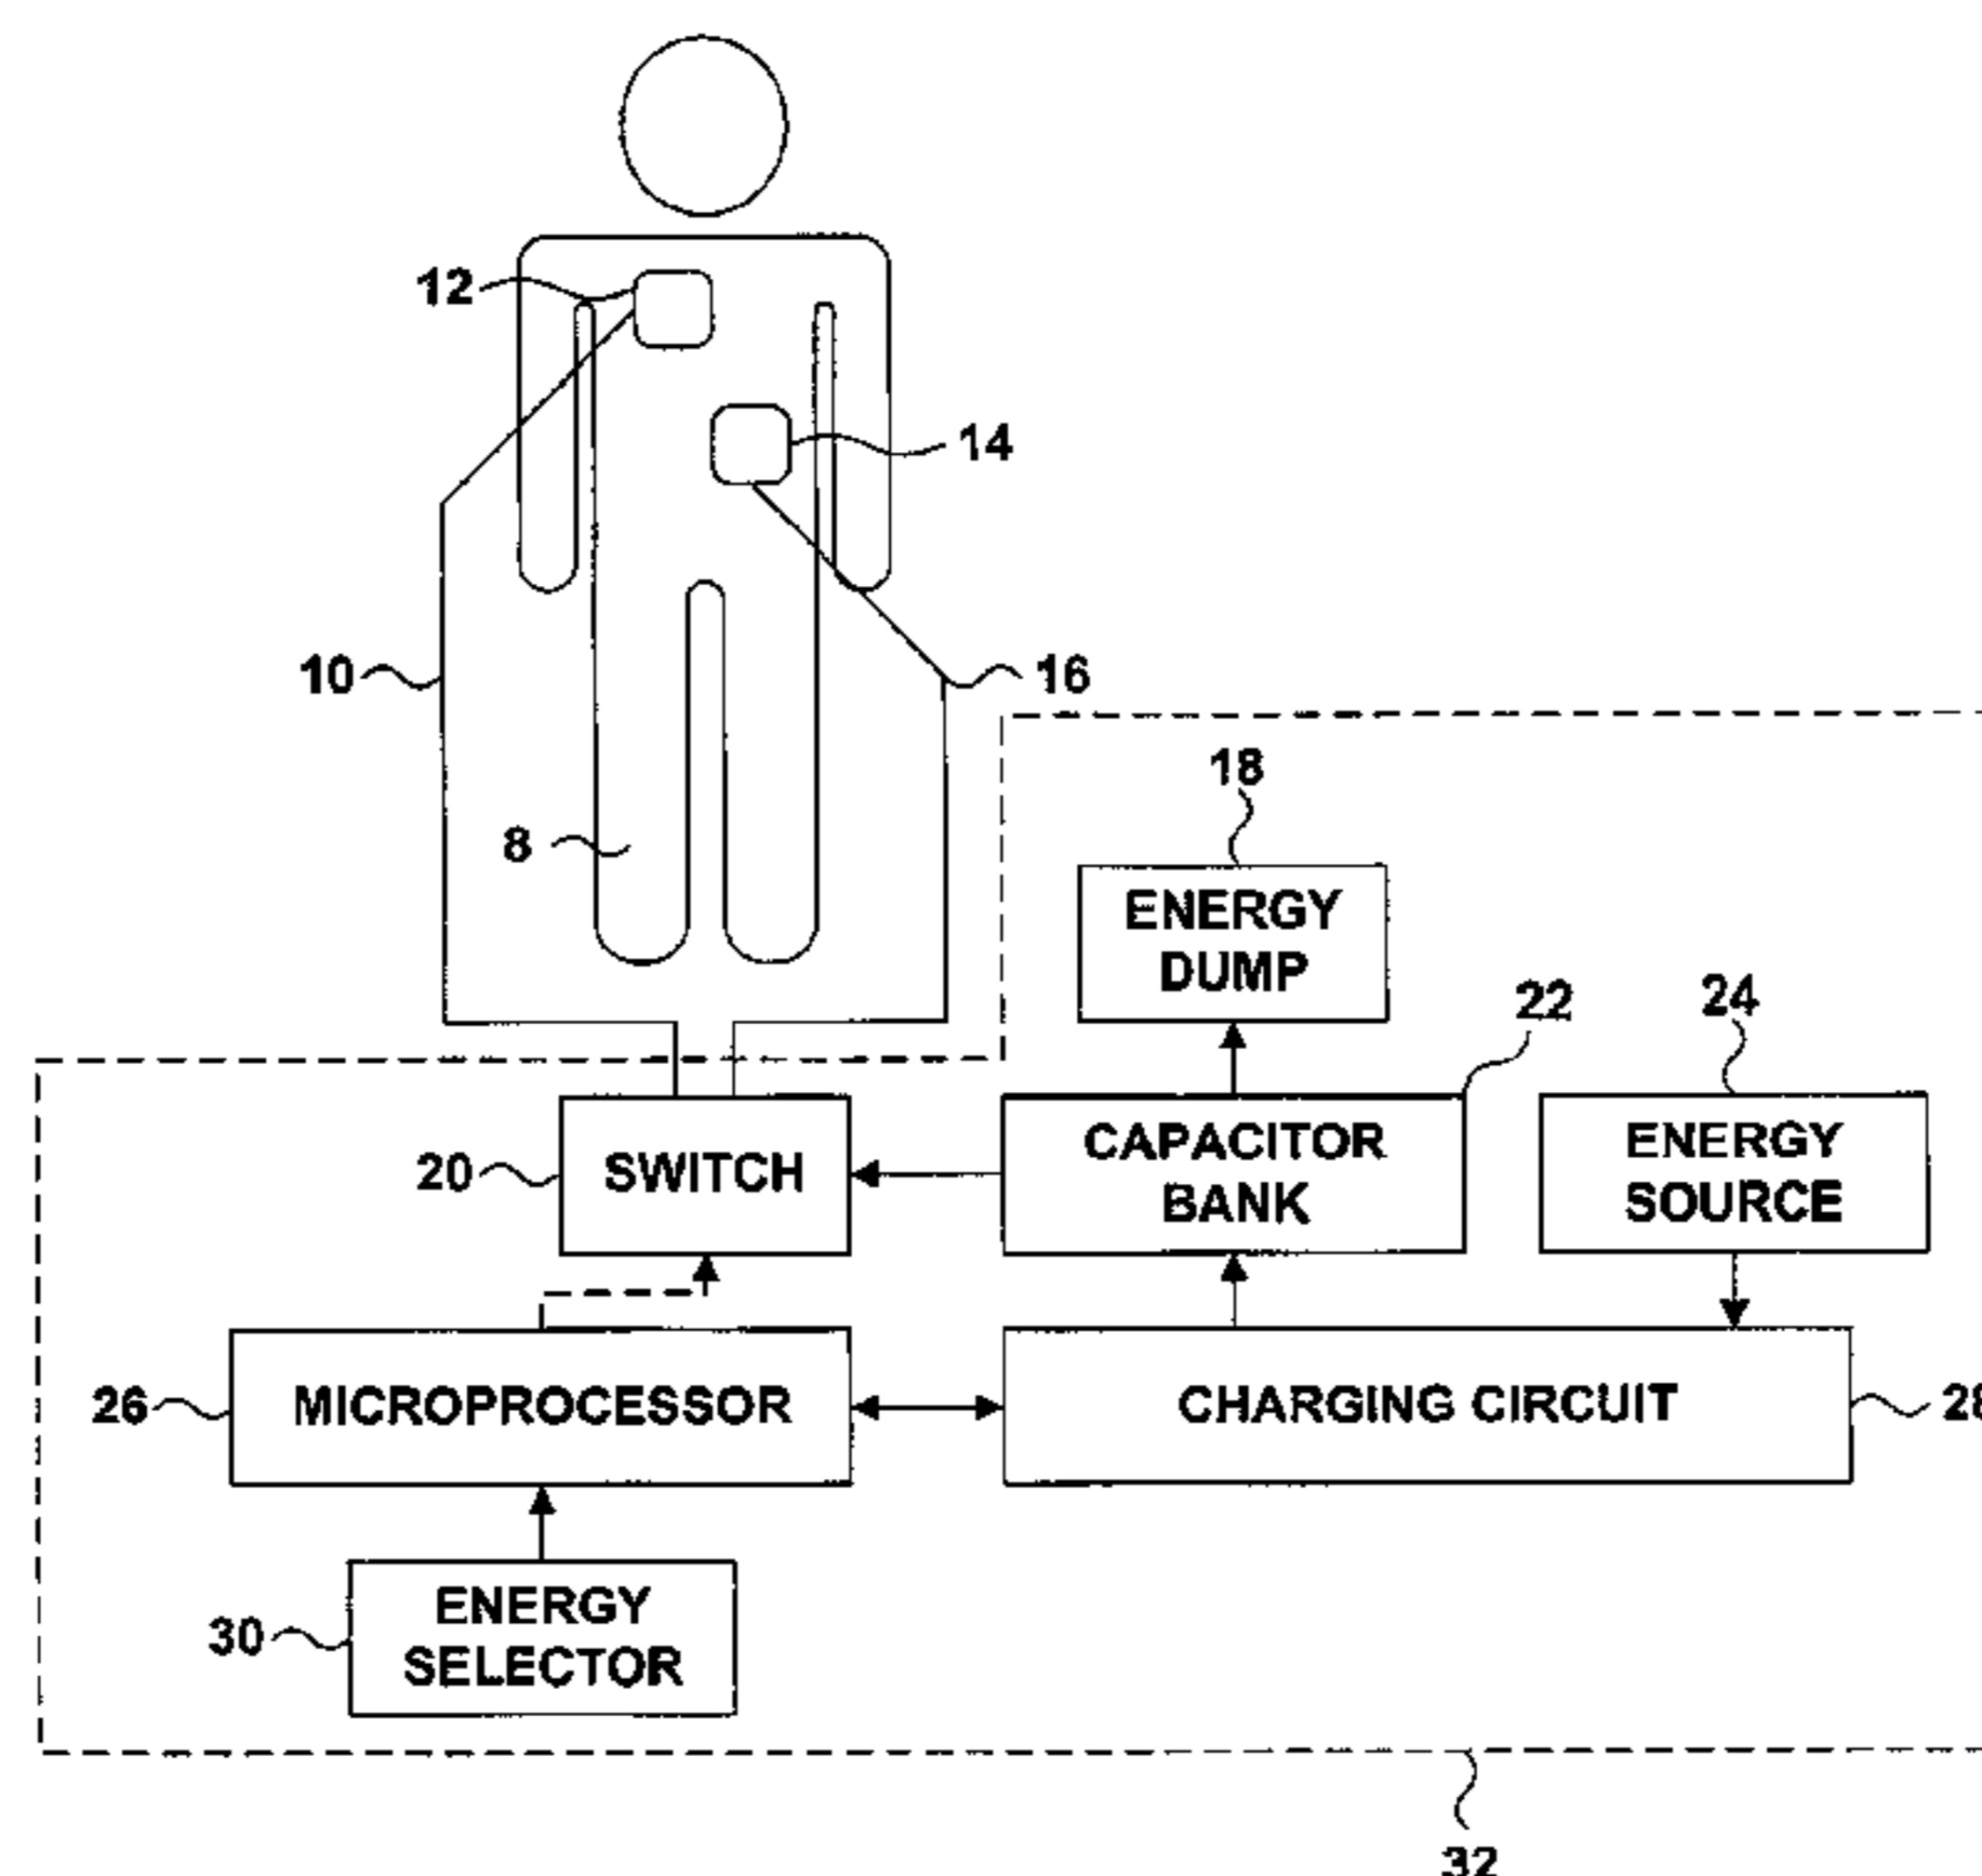 12
14
10
16
18
8
ENERGY
DUMP
22
24
20
SWITCH
CAPACITOR
BANK
ENERGY
SOURCE
26
MICROPROCESSOR
CHARGING CIRCUIT
28
30
ENERGY
SELECTOR
32